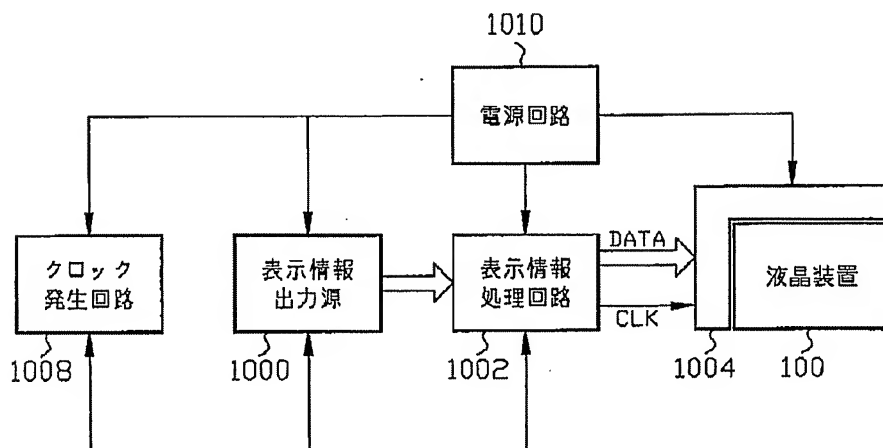 1010
電源回路
クロック
発生回路
表示情報
出力源
表示情報
処理回路
DATA
CLK
液晶装置
1008
1000
1002
1004
100